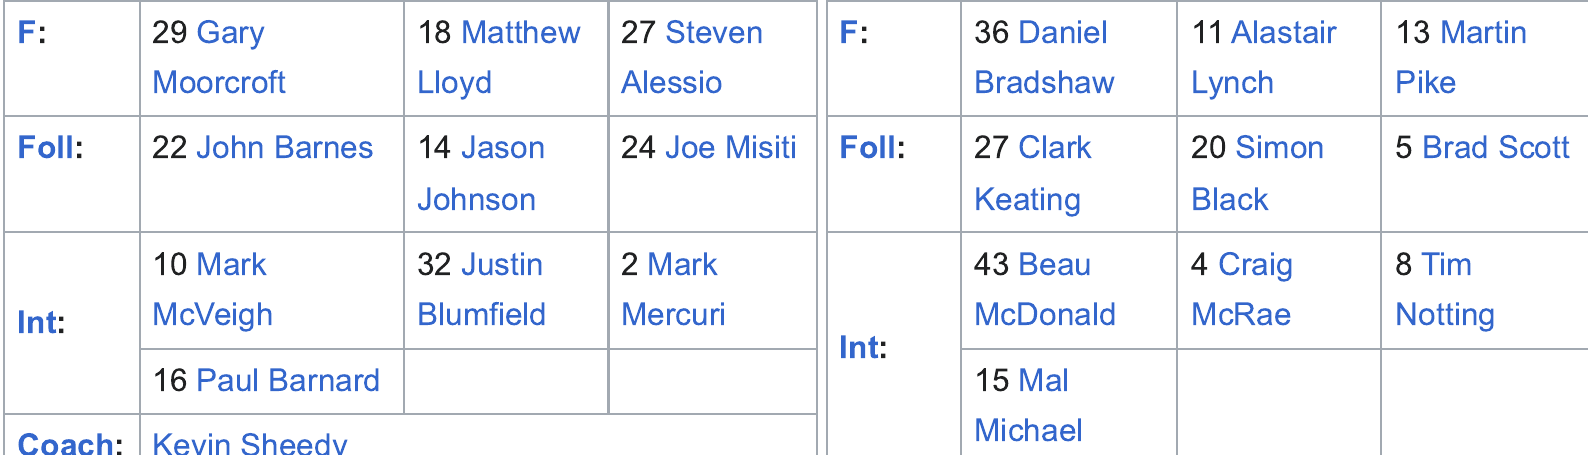 F: 29 Gary 18 Matthew 27 Steven
Moorcroft Lloyd Alessio
Foll: 22 John Barnes 14 Jason 24 Joe Misiti
Johnson
10 Mark 32 Justin 2 Mark
McVeigh Blumfield Mercuri
Int:
16 Paul Barnard
Coach: Kevin Sheedy
F: 36 Daniel 11 Alastair 13 Martin
Bradshaw Lynch Pike
Foll: 27 Clark 20 Simon 5 Brad Scott
Keating Black
43 Beau 4 Craig 8 Tim
McDonald McRae Notting
Int:
15 Mal
Michael